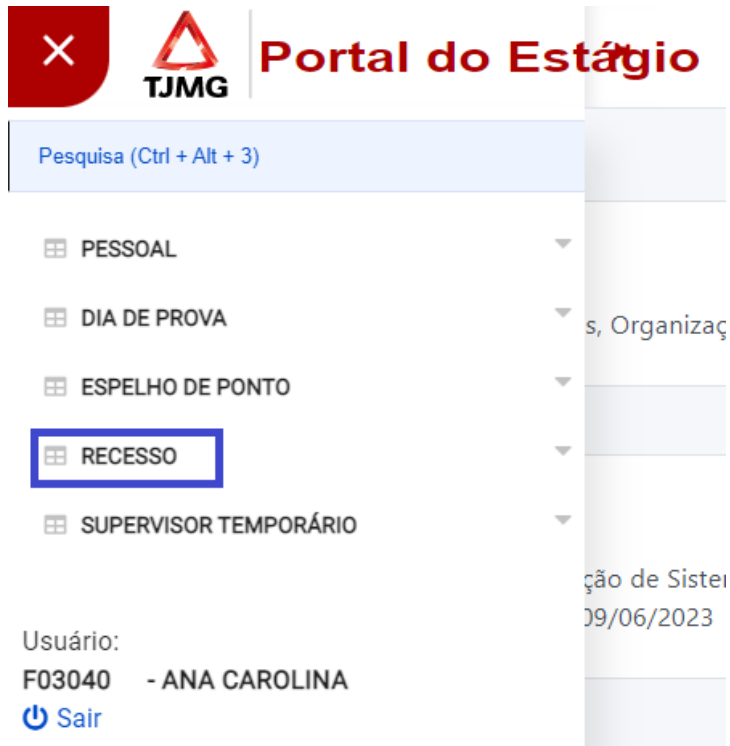 TJMG
Portal do Estágio
Pesquisa (Ctrl + Alt + 3)
PESSOAL
DIA DE PROVA
s, Organizaç
ESPELHO DE PONTO
RECESSO
SUPERVISOR TEMPORÁRIO
ção de Sister
09/06/2023
Usuário:
F03040 - ANA CAROLINA
Sair